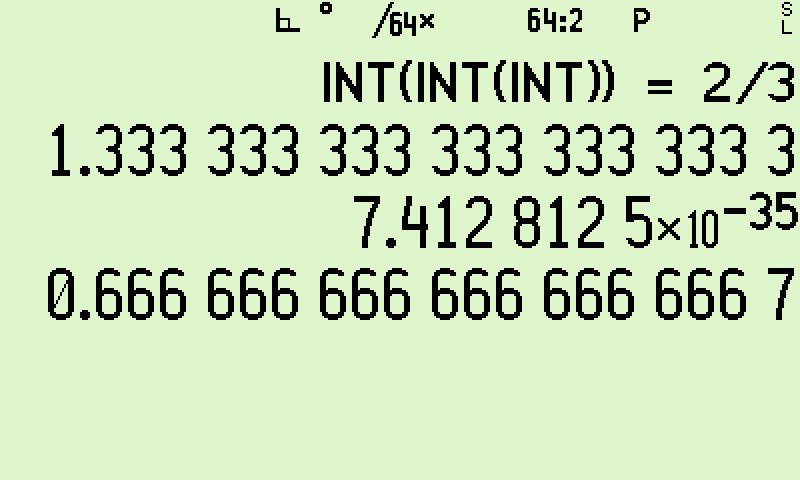 ⊾ ° /64× 64:2 P SL
INT(INT(INT)) = 2/3
1.333 333 333 333 333 333 3
7.412 812 5×10⁻³⁵
0.666 666 666 666 666 666 7